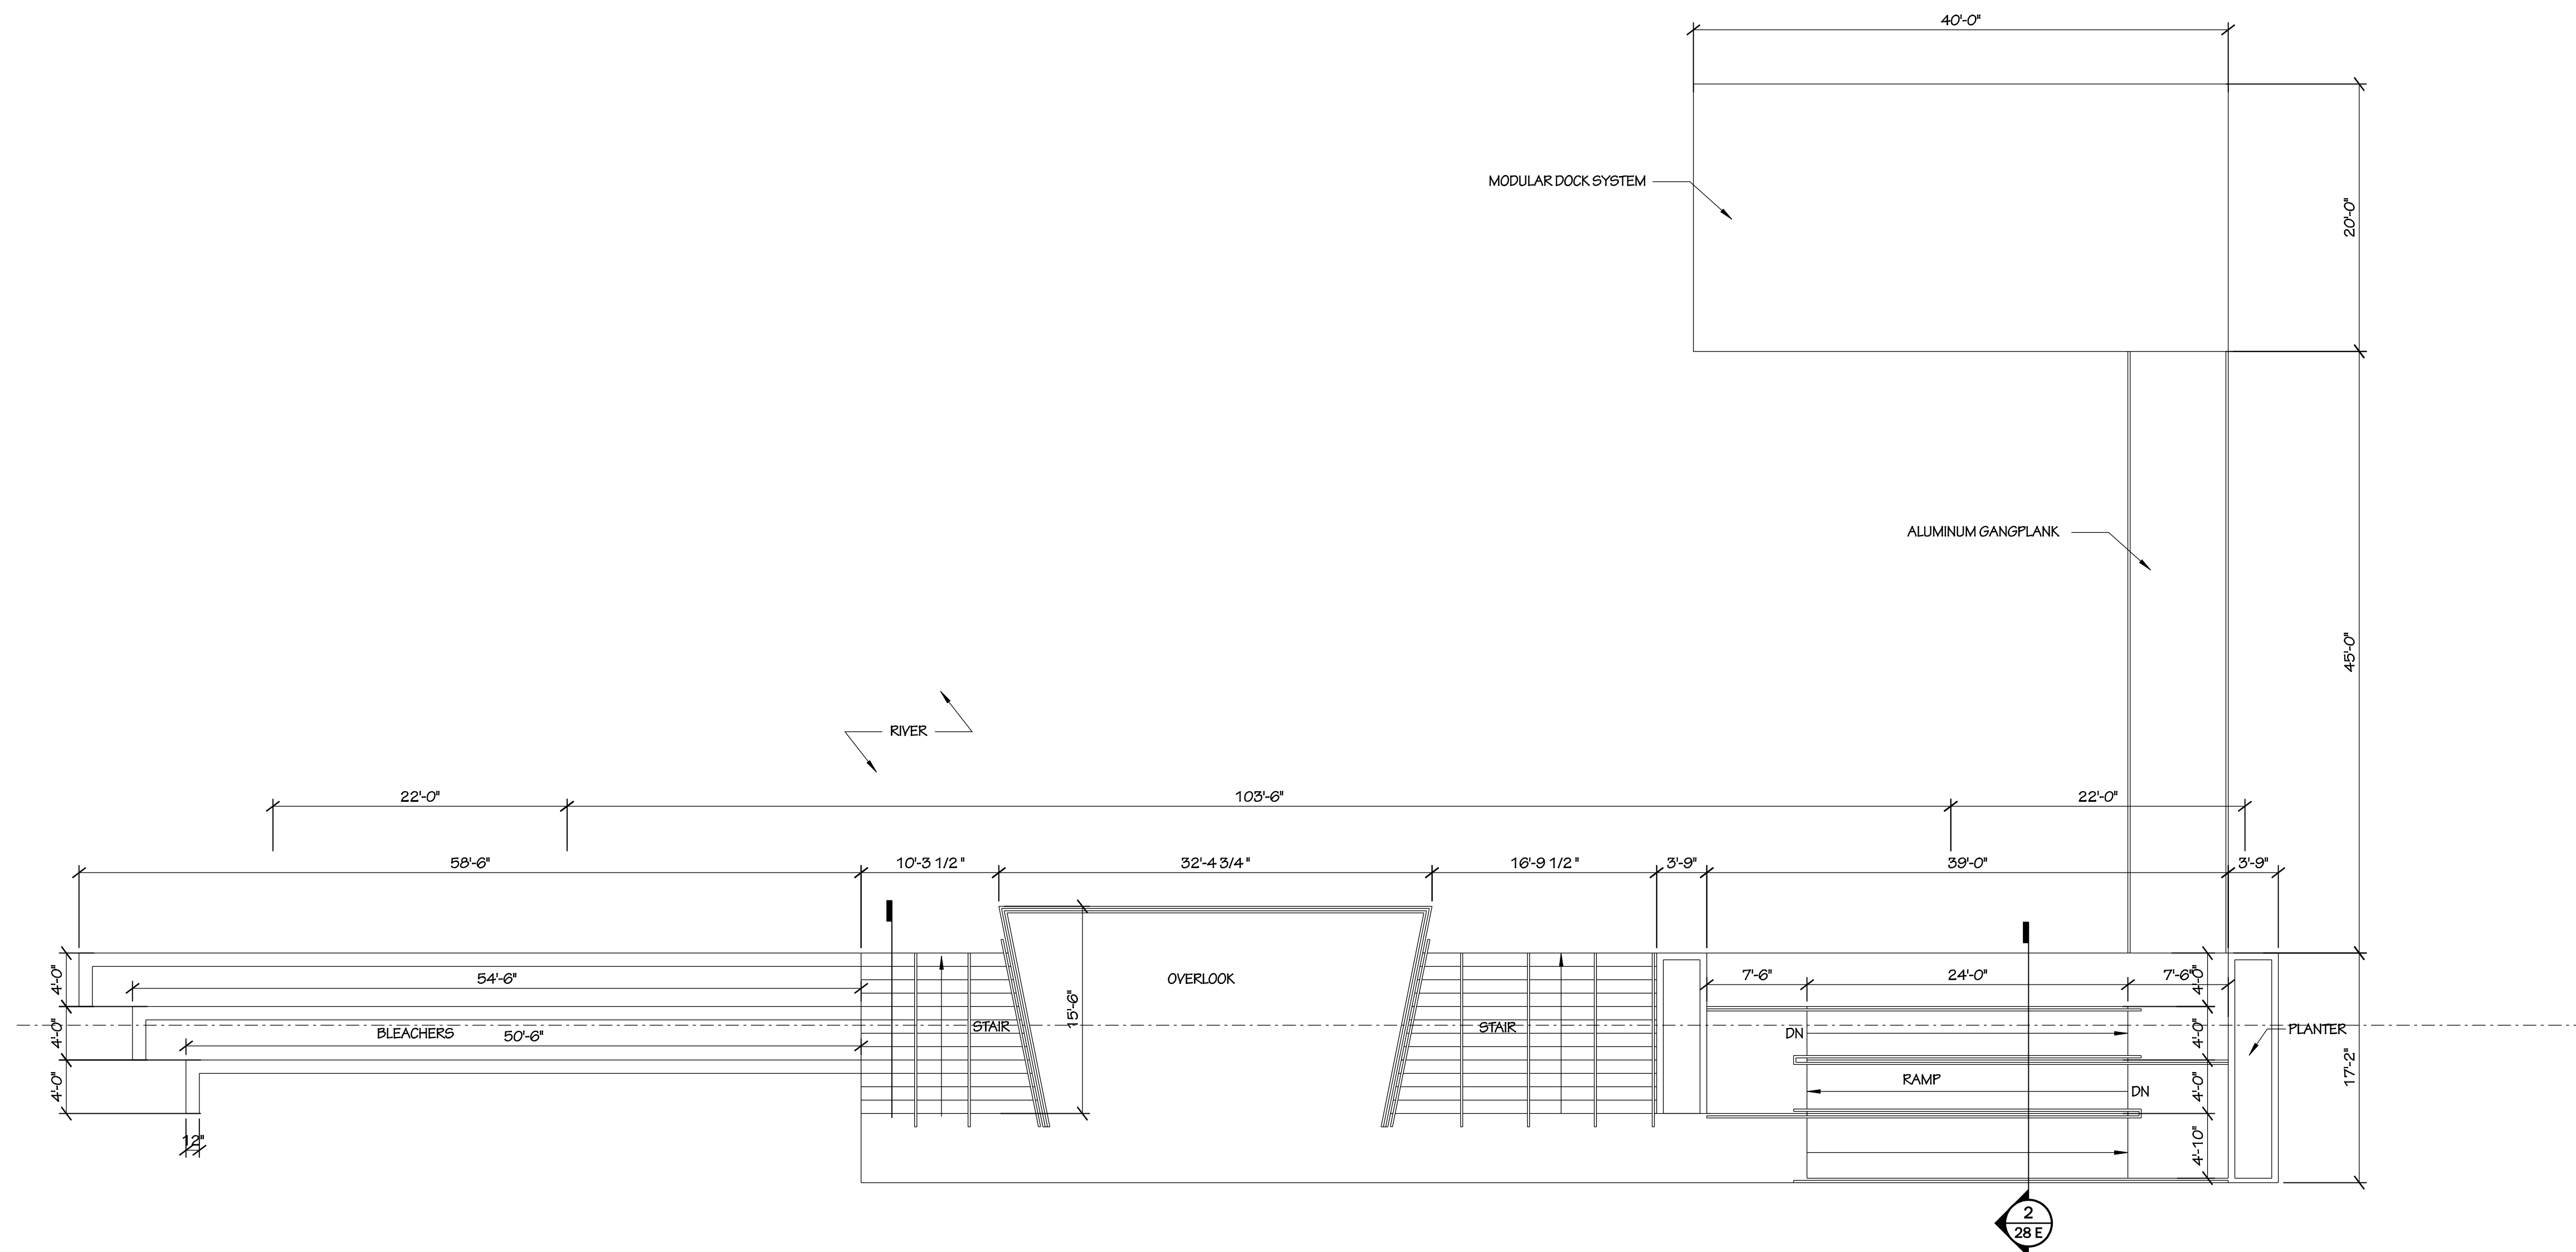 40'-0"
MODULAR DOCK SYSTEM
20'-0"
ALUMINUM GANGPLANK
45'-0"
RIVER
22'-0"
103'-6"
22'-0"
58'-6"
10'-3 1/2 "
32'-4 3/4 "
16'-9 1/2 "
3'-9"
39'-0"
3'-9"
4'-0"
54'-6"
OVERLOOK
7'-6"
24'-0"
7'-6"
4'-0"
4'-0"
BLEACHERS
50'-6"
STAIR
15'-6"
STAIR
DN
4'-0"
PLANTER
4'-0"
RAMP
DN
4'-0"
17'-2"
12"
4'-10"
2
28 E